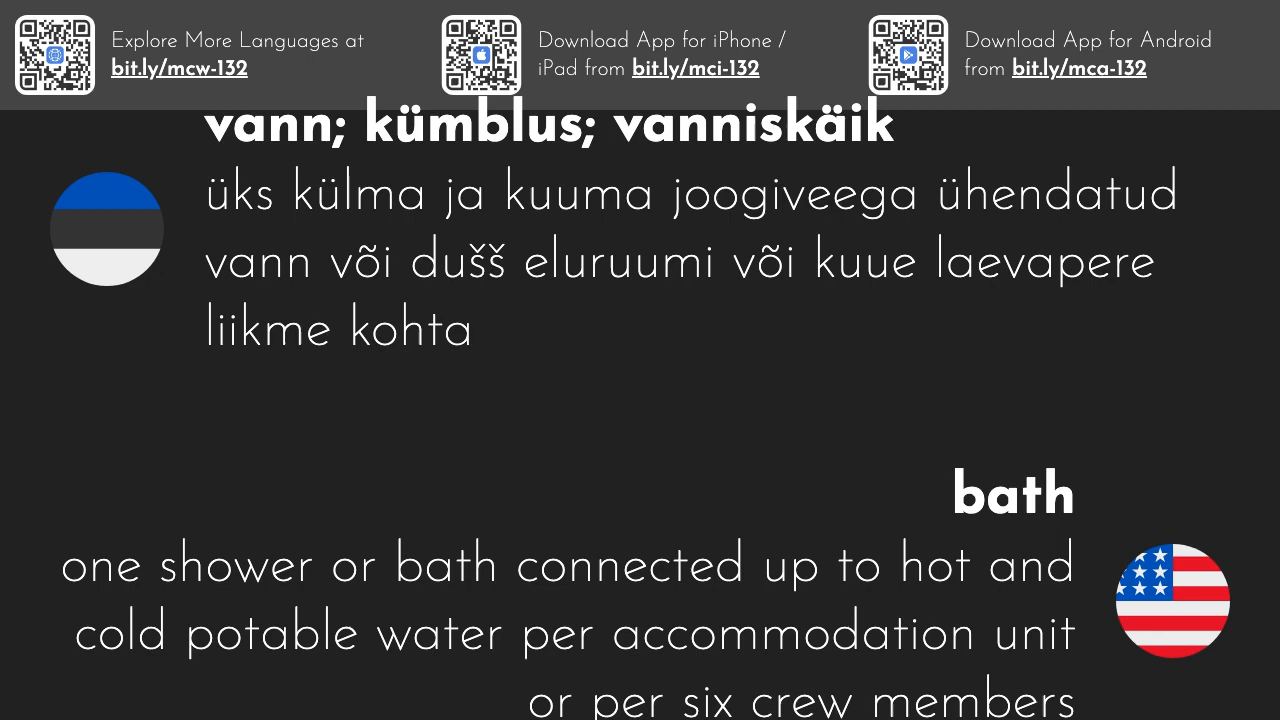 Explore More Languages at
bit.ly/mcw-132
Download App for iPhone /
iPad from bit.ly/mci-132
Download App for Android
from bit.ly/mca-132
vann; kümblus; vanniskäik
üks külma ja kuuma joogiveega ühendatud
vann või dušš eluruumi või kuue laevapere
liikme kohta
bath
one shower or bath connected up to hot and
cold potable water per accommodation unit
or per six crew members